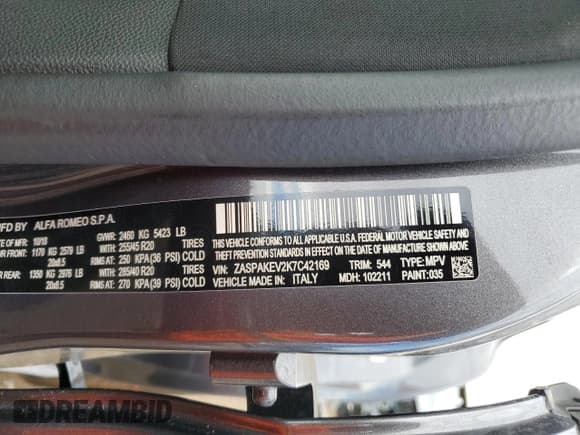 MFD BY ALFA ROMEO S.P.A.
OF MFR: 10/18 GVWR: 2460 KG 5423 LB
FRONT: 1170 KG 2579 LB WITH: 255/45 R20 TIRES
20x8.5 RIMS AT: 250 KPA (36 PSI) COLD
REAR: 1350 KG 2976 LB WITH: 285/40 R20 TIRES
20x9.5 RIMS AT: 270 KPA (39 PSI) COLD
THIS VEHICLE CONFORMS TO ALL APPLICABLE U.S.A. FEDERAL MOTOR VEHICLE
SAFETY, BUMPER, AND THEFT PREVENTION STANDARDS IN EFFECT ON THE DATE OF MANUFACTURE SHOWN ABOVE.
VIN: ZASPAKEV2K7C42169 TRIM: 544 TYPE: MPV
VEHICLE MADE IN: ITALY MDH: 102211 PAINT: 035
DREAMBID